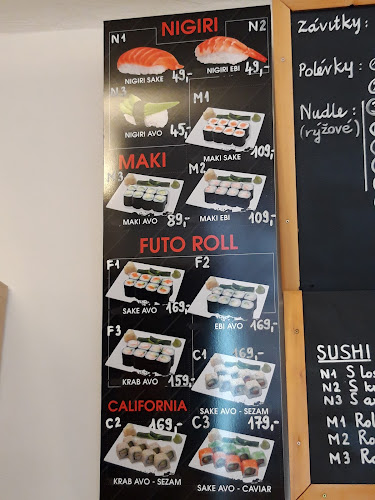 NIGIRI
N1 N2
NIGIRI SAKE 49,-
NIGIRI EBI 49,-
N3 M1
NIGIRI AVO 45,-
MAKI SAKE 109,-
MAKI
M3 M2
MAKI AVO 89,-
MAKI EBI 109,-
FUTO ROLL
F1 F2
SAKE AVO 169,-
EBI AVO 169,-
F3 C1
KRAB AVO 159,-
SAKE AVO - SEZAM 169,-
CALIFORNIA
C2 169,- C3 179,-
KRAB AVO - SEZAM
SAKE AVO - CAVIAR
Závitky:
Polévky:
Nudle:
(rýžové)
SUSHI
N1 S
N2 S
N3 S
M1
M2
M3